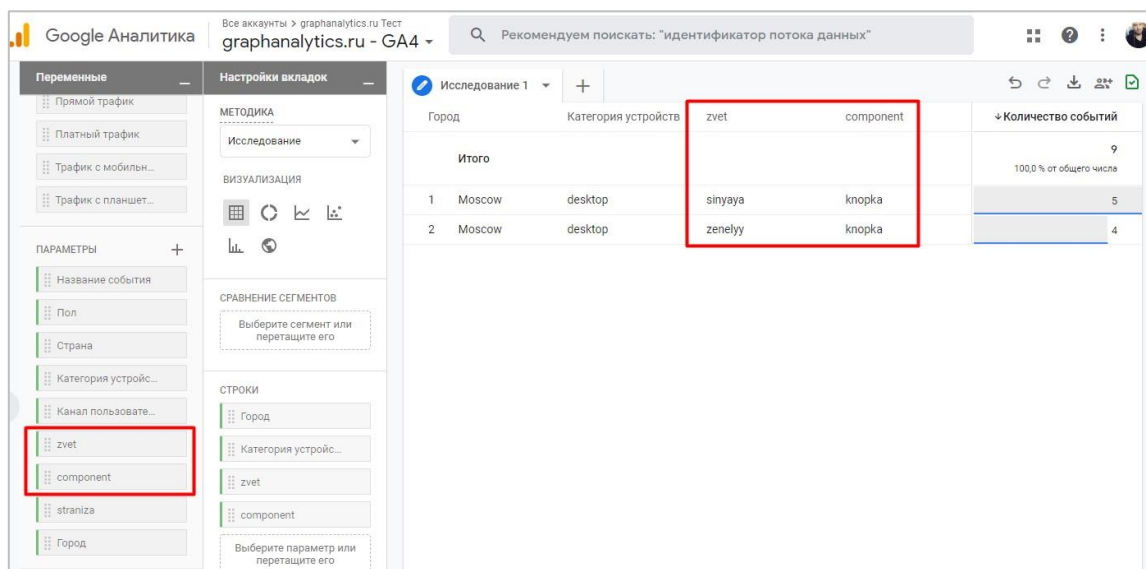 Google Аналитика
Все аккаунты > graphanalytics.ru Тест
graphanalytics.ru - GA4
Рекомендуем поискать: "идентификатор потока данных"
Переменные
Прямой трафик
Платный трафик
Трафик с мобильн...
Трафик с планшет...
ПАРАМЕТРЫ
Название события
Пол
Страна
Категория устройс...
Канал пользовате...
zvet
component
straniza
Город
Настройки вкладок
МЕТОДИКА
Исследование
ВИЗУАЛИЗАЦИЯ
СРАВНЕНИЕ СЕГМЕНТОВ
Выберите сегмент или
перетащите его
СТРОКИ
Город
Категория устройс...
zvet
component
Выберите параметр или
перетащите его
Исследование 1
Город Категория устройств zvet component ↓Количество событий
Итого 9
100,0 % от общего числа
1 Moscow desktop sinyaya knopka 5
2 Moscow desktop zenelyy knopka 4